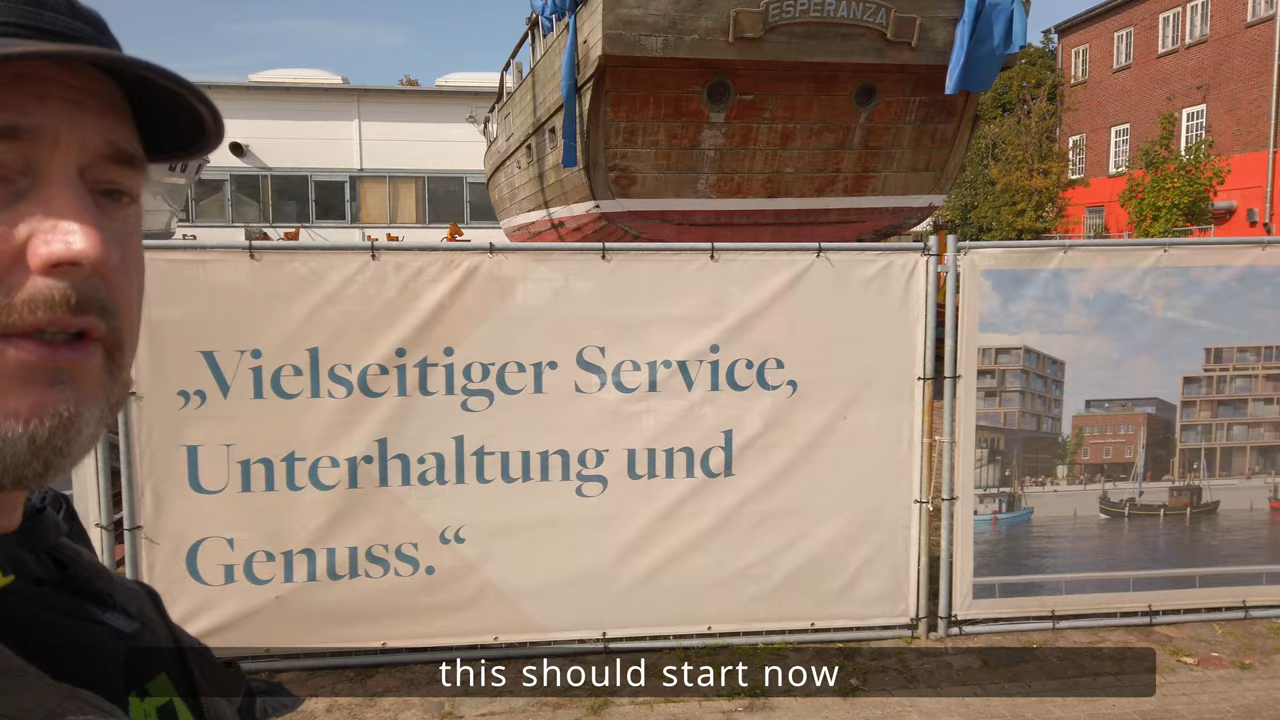 ESPERANZA
„Vielseitiger Service,
Unterhaltung und
Genuss.“
this should start now